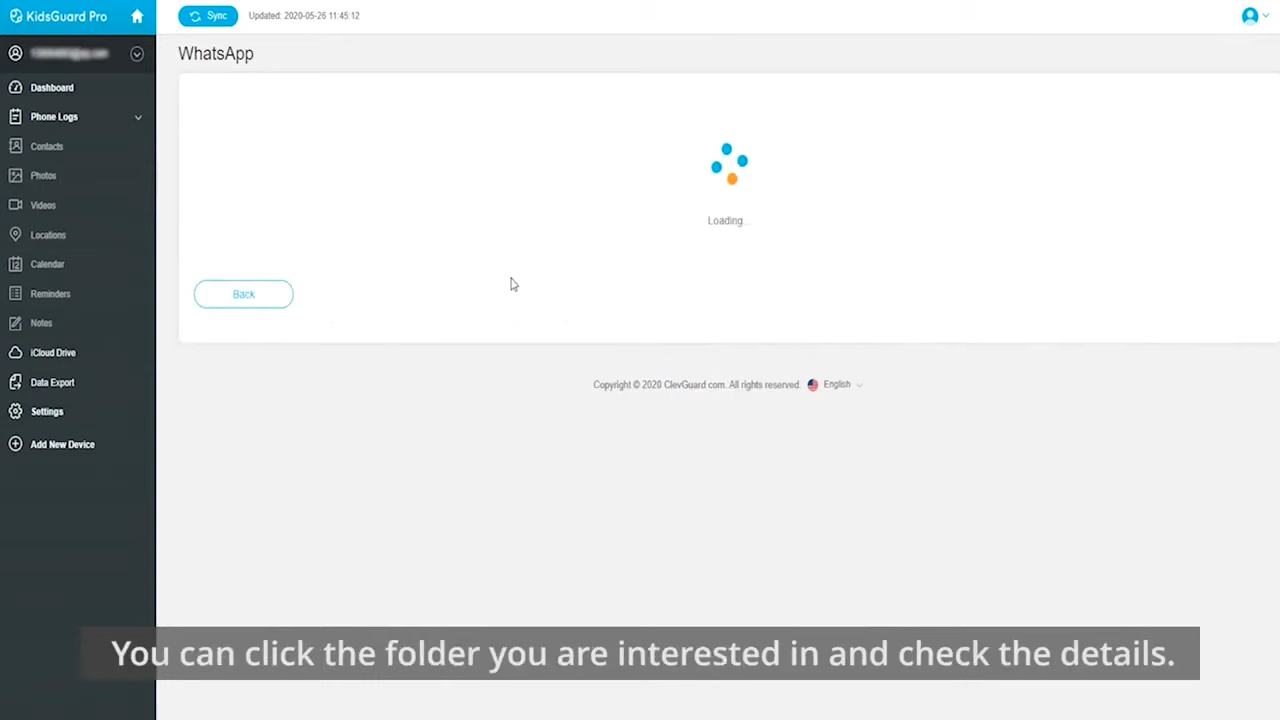 KidsGuard Pro
Sync
Updated: 2020-05-26 11:45:12
WhatsApp
Dashboard
Phone Logs
Contacts
Photos
Videos
Locations
Calendar
Reminders
Notes
iCloud Drive
Data Export
Settings
Add New Device
Loading...
Back
Copyright © 2020 ClevGuard.com. All rights reserved.
English
You can click the folder you are interested in and check the details.